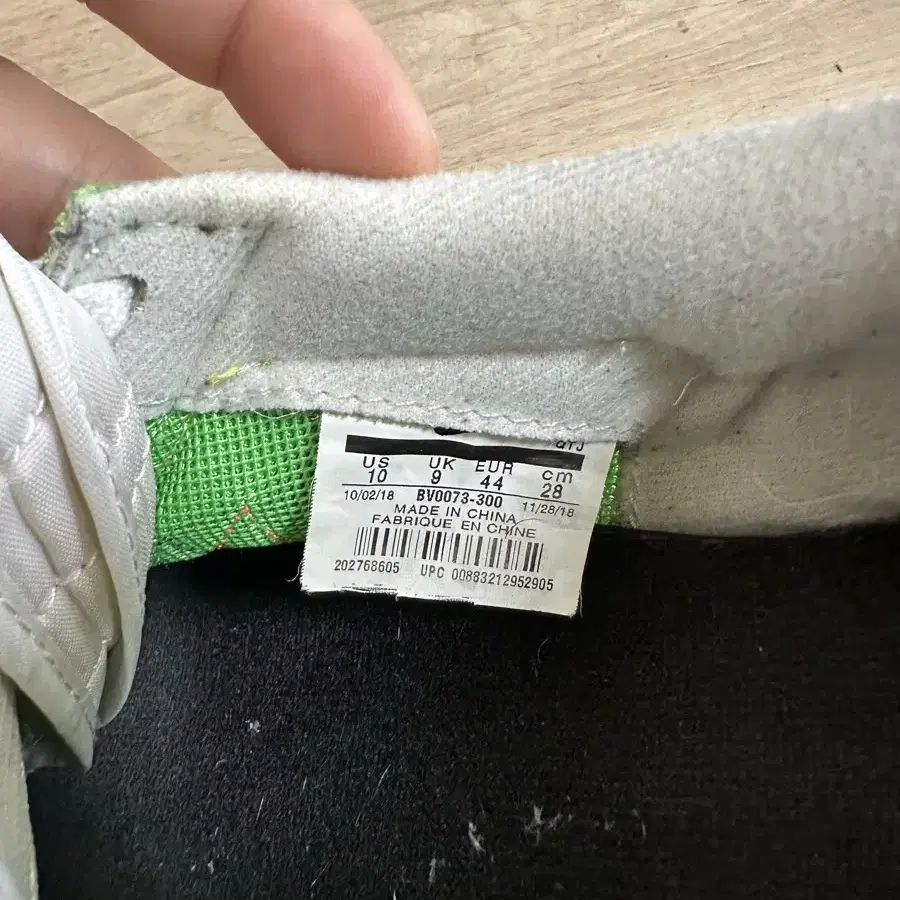 QTJ
US UK EUR cm
10 9 44 28
10/02/18 BV0073-300 11/28/18
MADE IN CHINA
FABRIQUE EN CHINE
202768605 UPC 00883212952905